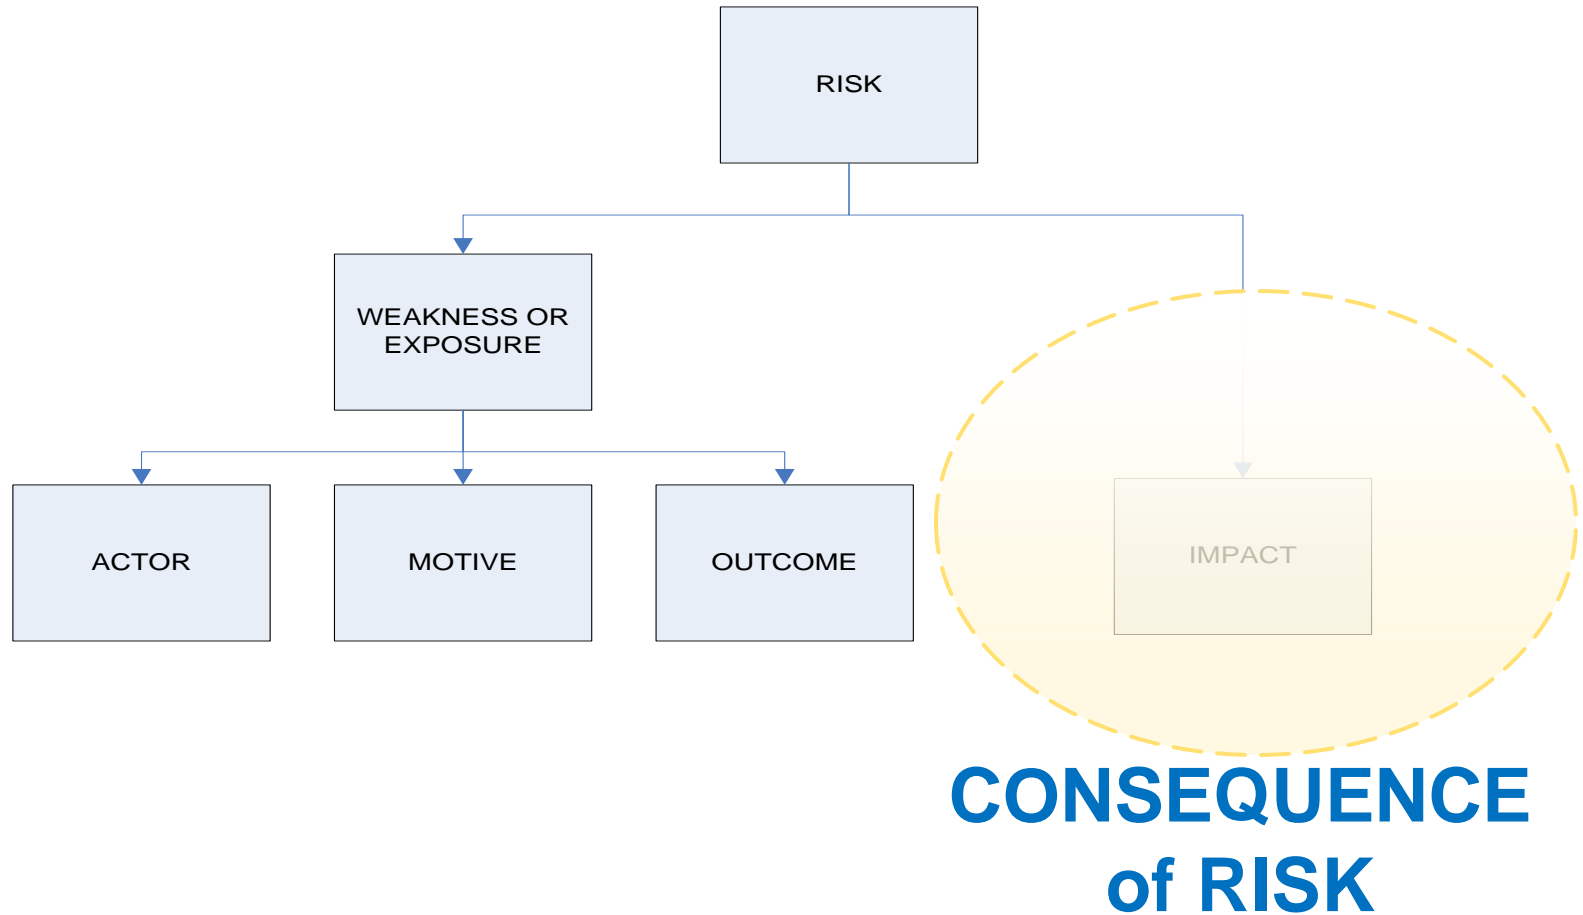 RISK
WEAKNESS OR
EXPOSURE
ACTOR
MOTIVE
OUTCOME
IMPACT
CONSEQUENCE
of RISK